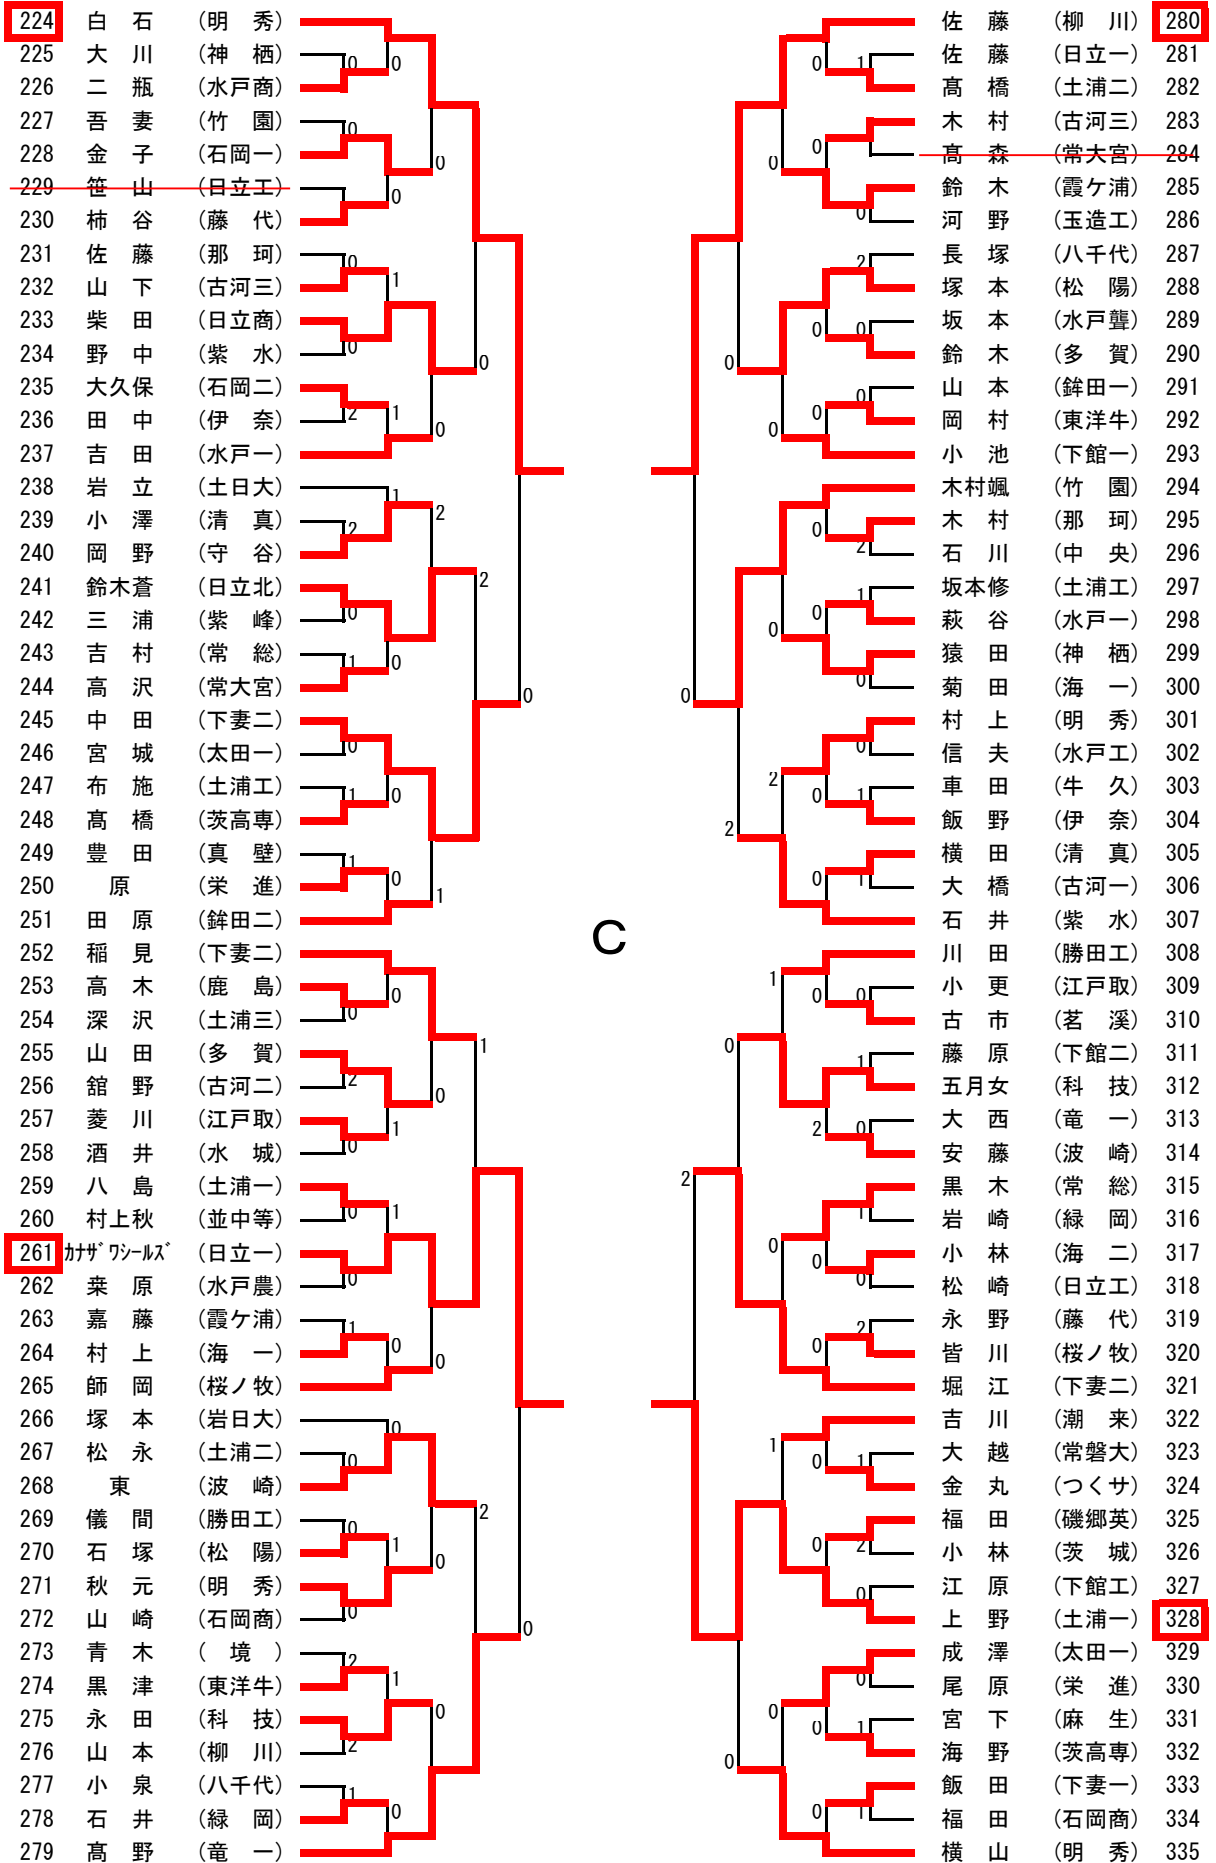 224 白石 (明秀)
225 大川 (神栖)
226 二瓶 (水戸商)
227 吾妻 (竹園)
228 金子 (石岡一)
229 笹山 (日立工)
230 柿谷 (藤代)
231 佐藤 (那珂)
232 山下 (古河三)
233 柴田 (日立商)
234 野中 (紫水)
235 大久保 (石岡二)
236 田中 (伊奈)
237 吉田 (水戸一)
238 岩立 (土日大)
239 小澤 (清真)
240 岡野 (守谷)
241 鈴木蒼 (日立北)
242 三浦 (紫峰)
243 吉村 (常総)
244 高沢 (常大宮)
245 中田 (下妻二)
246 宮城 (太田一)
247 布施 (土浦工)
248 髙橋 (茨高専)
249 豊田 (真壁)
250 原 (栄進)
251 田原 (鉾田二)
252 稲見 (下妻二)
253 高木 (鹿島)
254 深沢 (土浦三)
255 山田 (多賀)
256 舘野 (古河二)
257 菱川 (江戸取)
258 酒井 (水城)
259 八島 (土浦一)
260 村上秋 (並中等)
261 カナザワシールズ (日立一)
262 桒原 (水戸農)
263 嘉藤 (霞ケ浦)
264 村上 (海一)
265 師岡 (桜ノ牧)
266 塚本 (岩日大)
267 松永 (土浦二)
268 東 (波崎)
269 儀間 (勝田工)
270 石塚 (松陽)
271 秋元 (明秀)
272 山崎 (石岡商)
273 青木 (境)
274 黒津 (東洋牛)
275 永田 (科技)
276 山本 (柳川)
277 小泉 (八千代)
278 石井 (緑岡)
279 髙野 (竜一)
C
佐藤 (柳川) 280
佐藤 (日立一) 281
髙橋 (土浦二) 282
木村 (古河三) 283
髙森 (常大宮) 284
鈴木 (霞ケ浦) 285
河野 (玉造工) 286
長塚 (八千代) 287
塚本 (松陽) 288
坂本 (水戸聾) 289
鈴木 (多賀) 290
山本 (鉾田一) 291
岡村 (東洋牛) 292
小池 (下館一) 293
木村颯 (竹園) 294
木村 (那珂) 295
石川 (中央) 296
坂本修 (土浦工) 297
萩谷 (水戸一) 298
猿田 (神栖) 299
菊田 (海一) 300
村上 (明秀) 301
信夫 (水戸工) 302
車田 (牛久) 303
飯野 (伊奈) 304
横田 (清真) 305
大橋 (古河一) 306
石井 (紫水) 307
川田 (勝田工) 308
小更 (江戸取) 309
古市 (茗溪) 310
藤原 (下館二) 311
五月女 (科技) 312
大西 (竜一) 313
安藤 (波崎) 314
黒木 (常総) 315
岩崎 (緑岡) 316
小林 (海二) 317
松崎 (日立工) 318
永野 (藤代) 319
皆川 (桜ノ牧) 320
堀江 (下妻二) 321
吉川 (潮来) 322
大越 (常磐大) 323
金丸 (つくサ) 324
福田 (磯郷英) 325
小林 (茨城) 326
江原 (下館工) 327
上野 (土浦一) 328
成澤 (太田一) 329
尾原 (栄進) 330
宮下 (麻生) 331
海野 (茨高専) 332
飯田 (下妻一) 333
福田 (石岡商) 334
横山 (明秀) 335